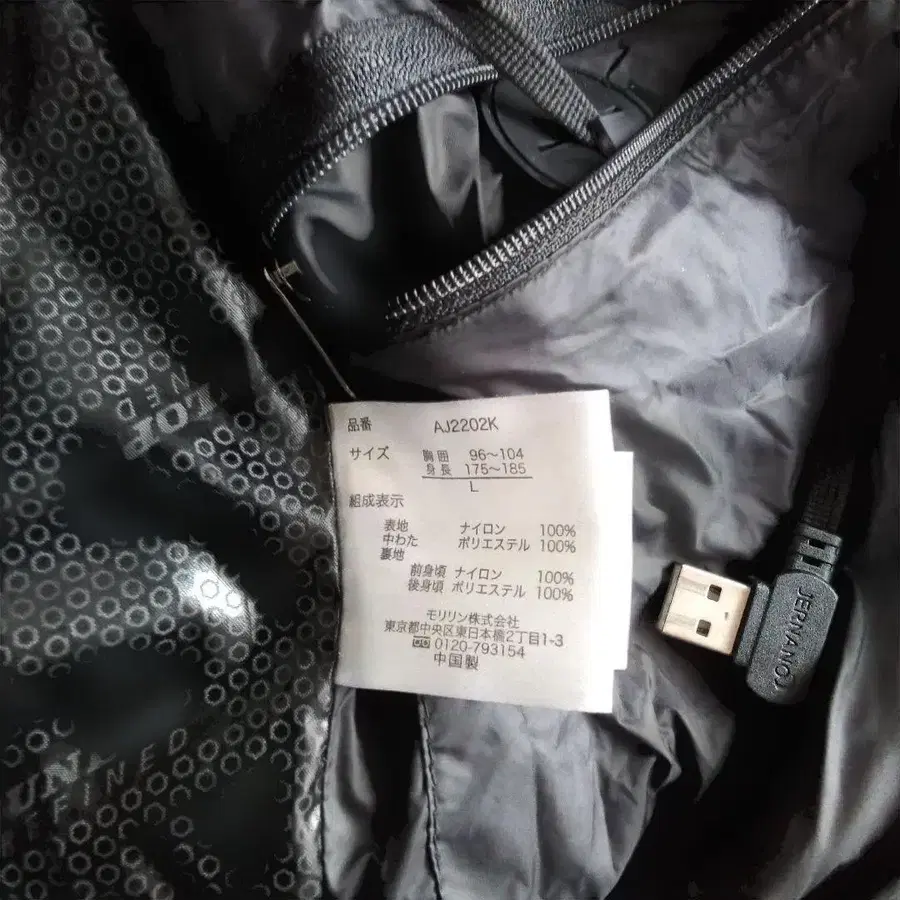 品番 AJ2202K
サイズ 胸囲 96~104
身長 175~185
L
組成表示
表地 ナイロン 100%
中わた ポリエステル 100%
裏地
前身頃 ナイロン 100%
後身頃 ポリエステル 100%
モリリン株式会社
東京都中央区東日本橋2丁目1-3
0120-793154
中国製